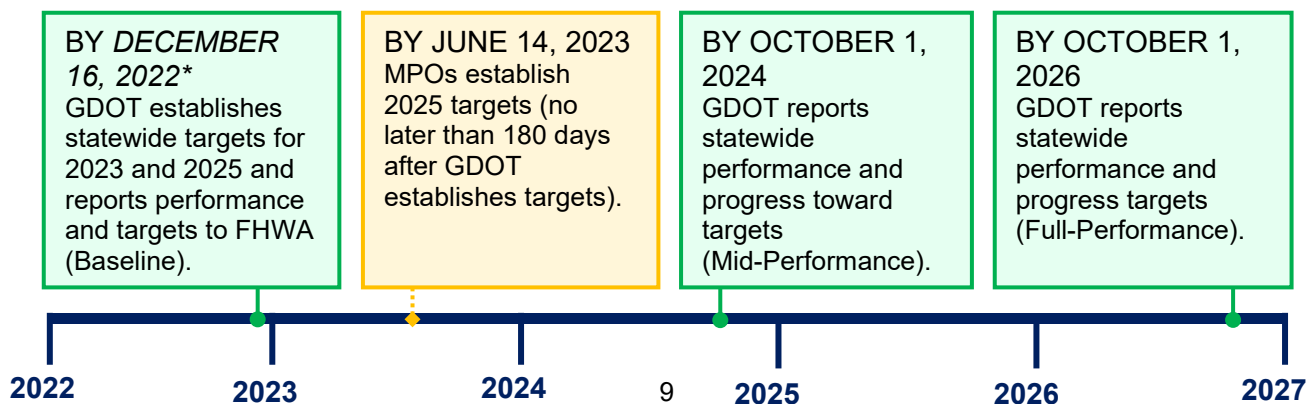 BY DECEMBER
16, 2022*
GDOT establishes
statewide targets for
2023 and 2025 and
reports performance
and targets to FHWA
(Baseline).
BY JUNE 14, 2023
MPOs establish
2025 targets (no
later than 180 days
after GDOT
establishes targets).
BY OCTOBER 1,
2024
GDOT reports
statewide
performance and
progress toward
targets
(Mid-Performance).
BY OCTOBER 1,
2026
GDOT reports
statewide
performance and
progress targets
(Full-Performance).
2022
2023
2024
9
2025
2026
2027